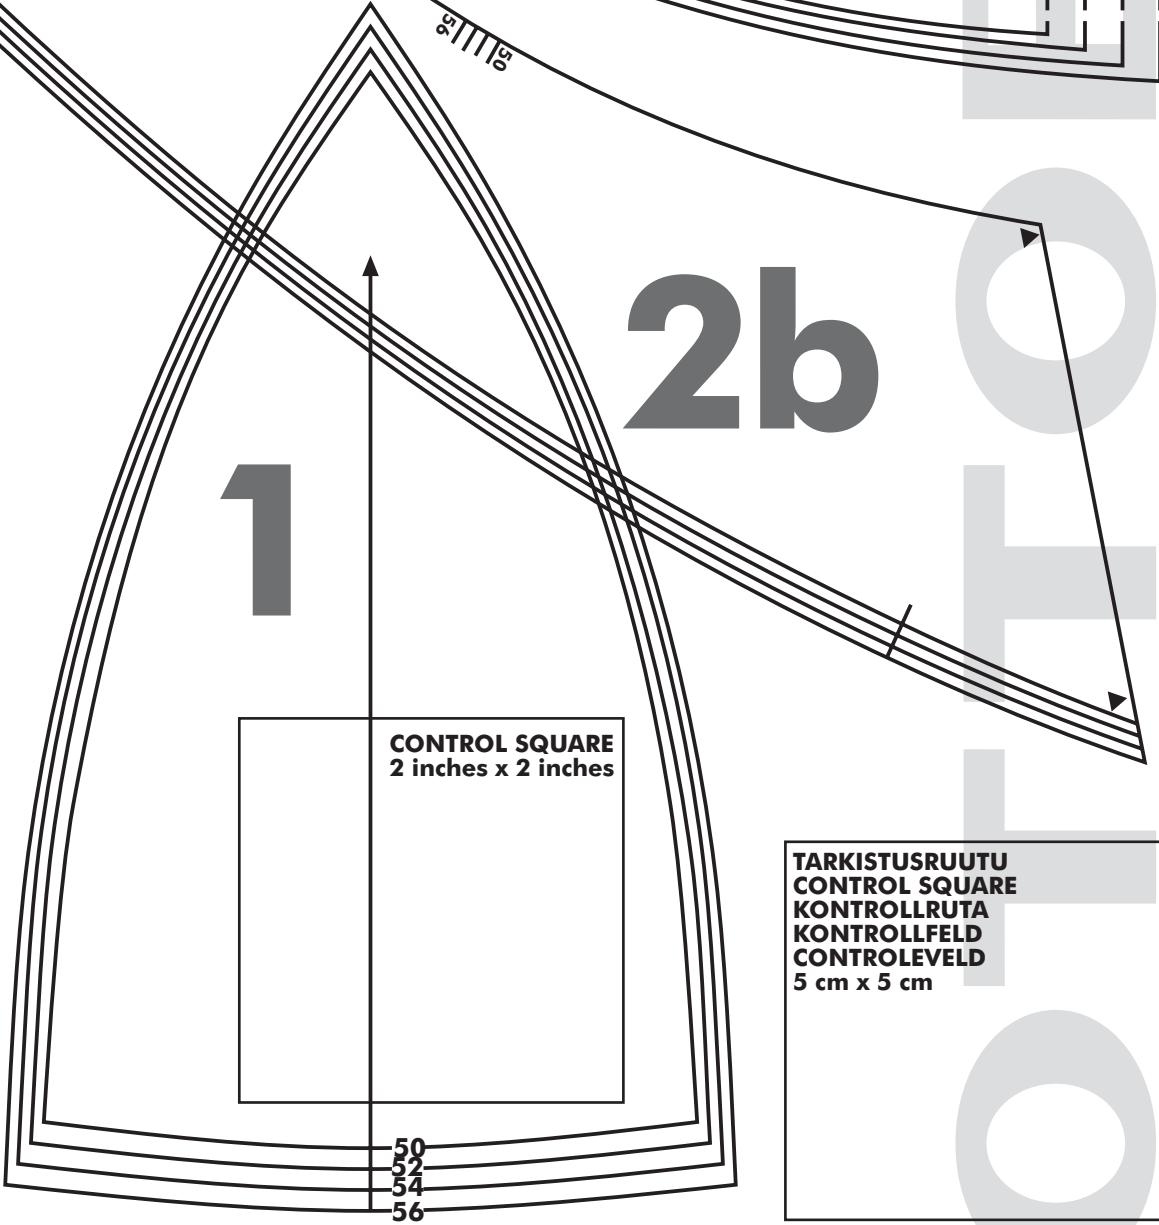 56
50
2b
1
CONTROL SQUARE
2 inches x 2 inches
TARKISTUSRUUTU
CONTROL SQUARE
KONTROLLRUTA
KONTROLLFELD
CONTROLEVELD
5 cm x 5 cm
50
52
54
56